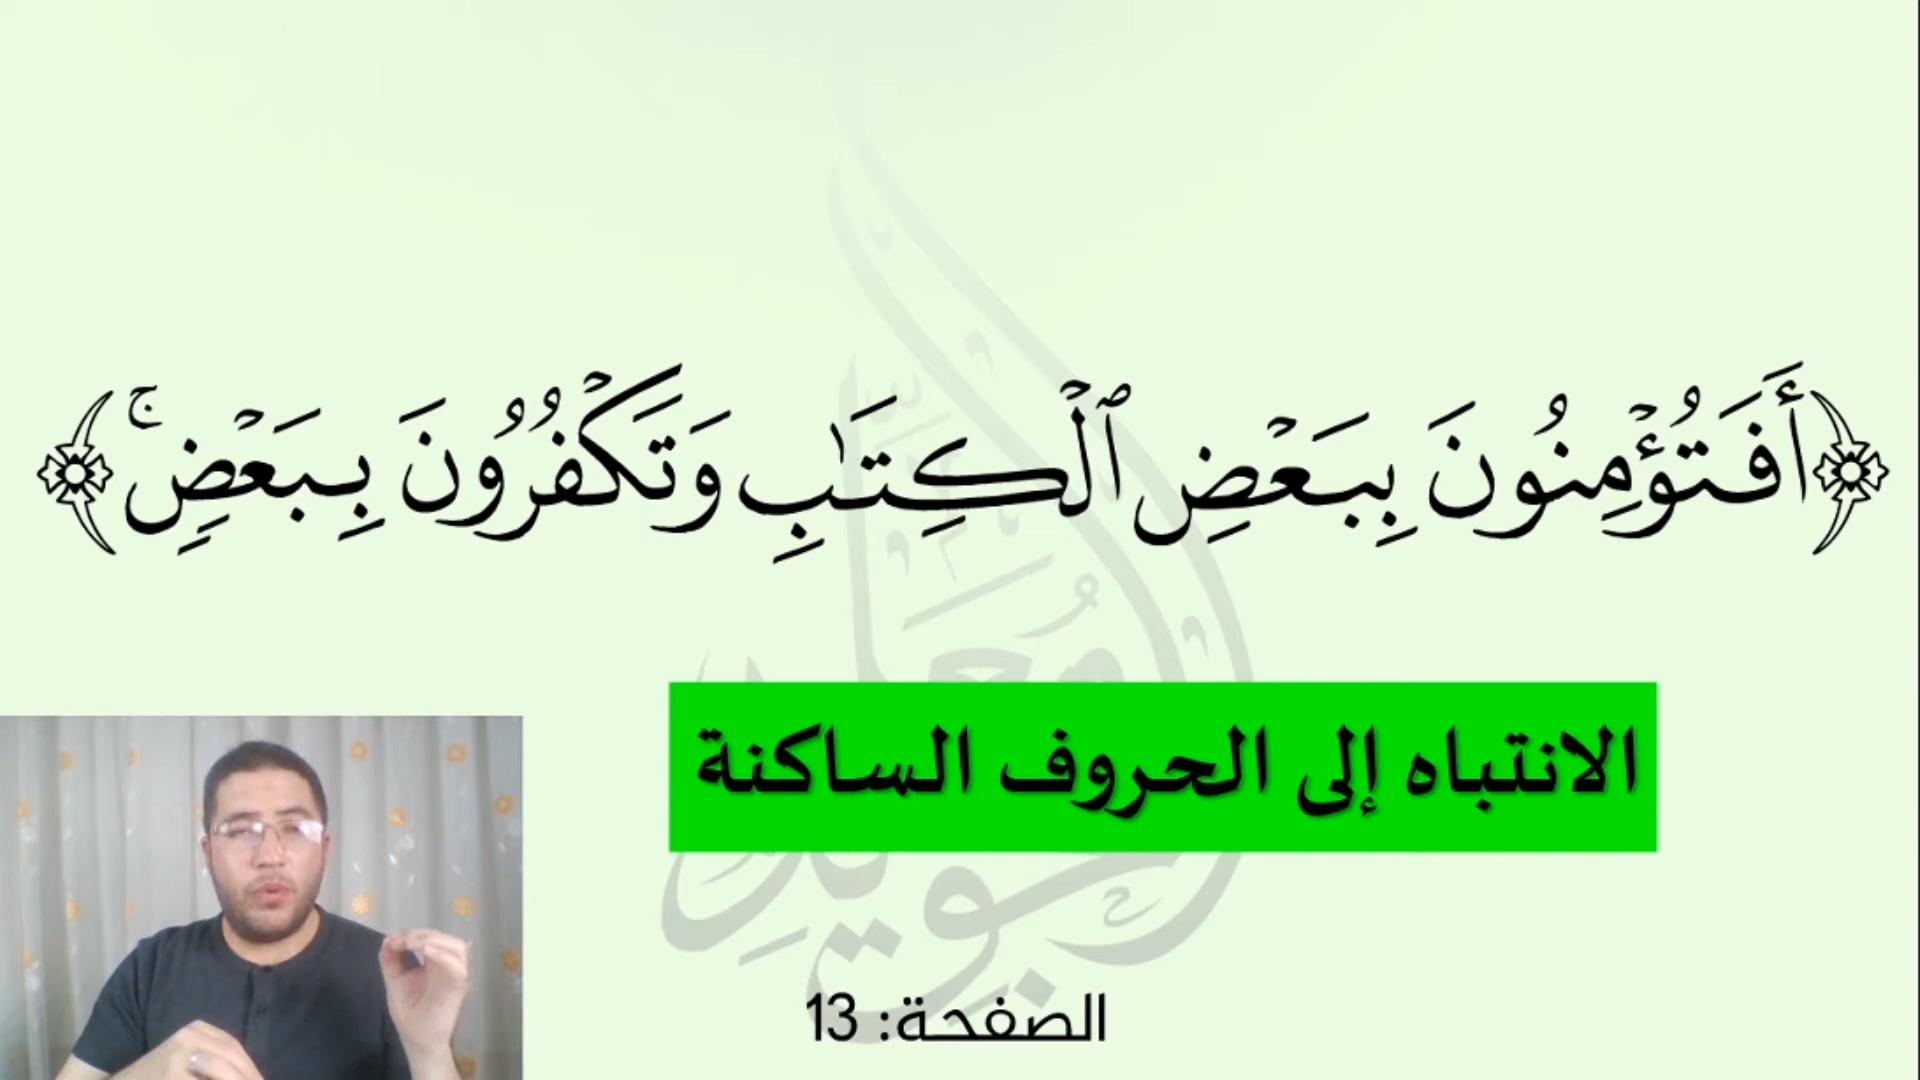 ﴿أَفَتُؤْمِنُونَ بِبَعْضِ ٱلْكِتَـٰبِ وَتَكْفُرُونَ بِبَعْضٍۚ﴾
الانتباه إلى الحروف الساكنة
الصفحة: 13